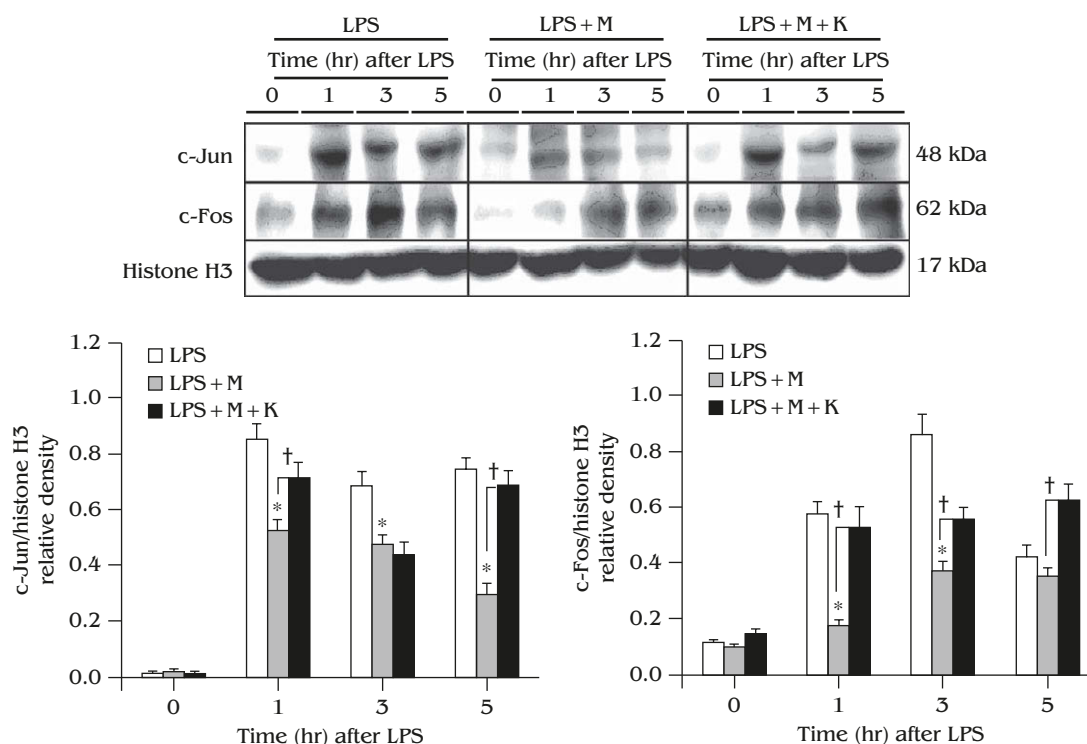 LPS LPS+M LPS+M+K
Time (hr) after LPS Time (hr) after LPS Time (hr) after LPS
0 1 3 5 0 1 3 5 0 1 3 5
c-Jun 48 kDa
c-Fos 62 kDa
Histone H3 17 kDa
c-Jun/histone H3
relative density
1.2
1.0
0.8
0.6
0.4
0.2
0.0
LPS
LPS+M
LPS+M+K
* † * * †
0 1 3 5
Time (hr) after LPS
c-Fos/histone H3
relative density
1.2
1.0
0.8
0.6
0.4
0.2
0.0
LPS
LPS+M
LPS+M+K
* † * † †
0 1 3 5
Time (hr) after LPS